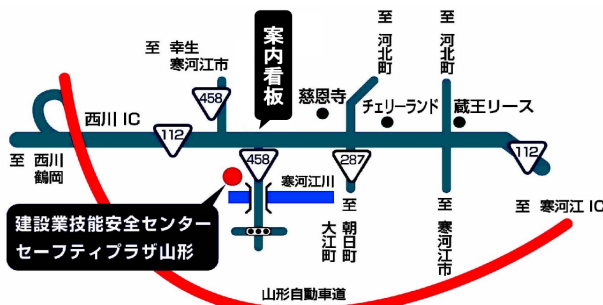 至 幸生
寒河江市
案内看板
至 河北町
至 河北町
458
慈恩寺
チェリーランド
蔵王リース
西川 IC
112
至 西川
鶴岡
458
寒河江川
287
112
建設業技能安全センター
セーフティプラザ山形
至 朝日町
大江町
至 寒河江市
至 寒河江 IC
山形自動車道